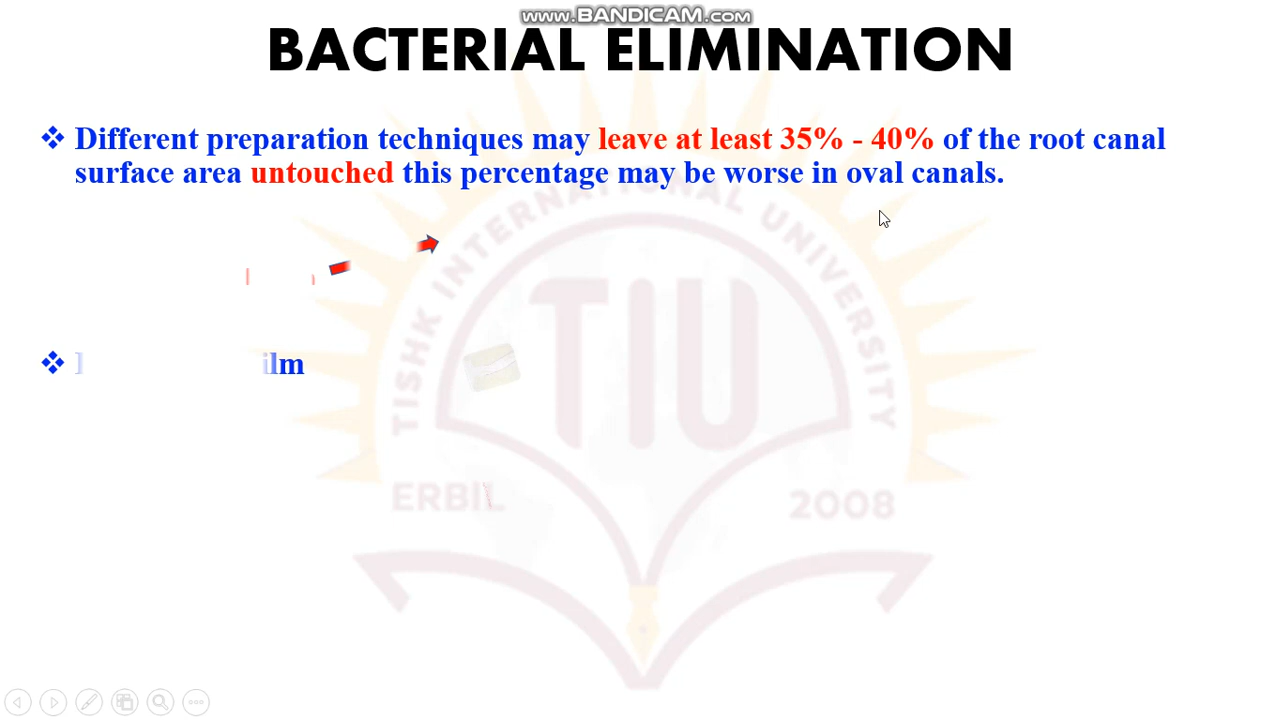 www.BANDICAM.com
BACTERIAL ELIMINATION
Different preparation techniques may leave at least 35% - 40% of the root canal
surface area untouched this percentage may be worse in oval canals.
TISHK INTERNATIONAL UNIVERSITY
TIU
ERBIL 2008